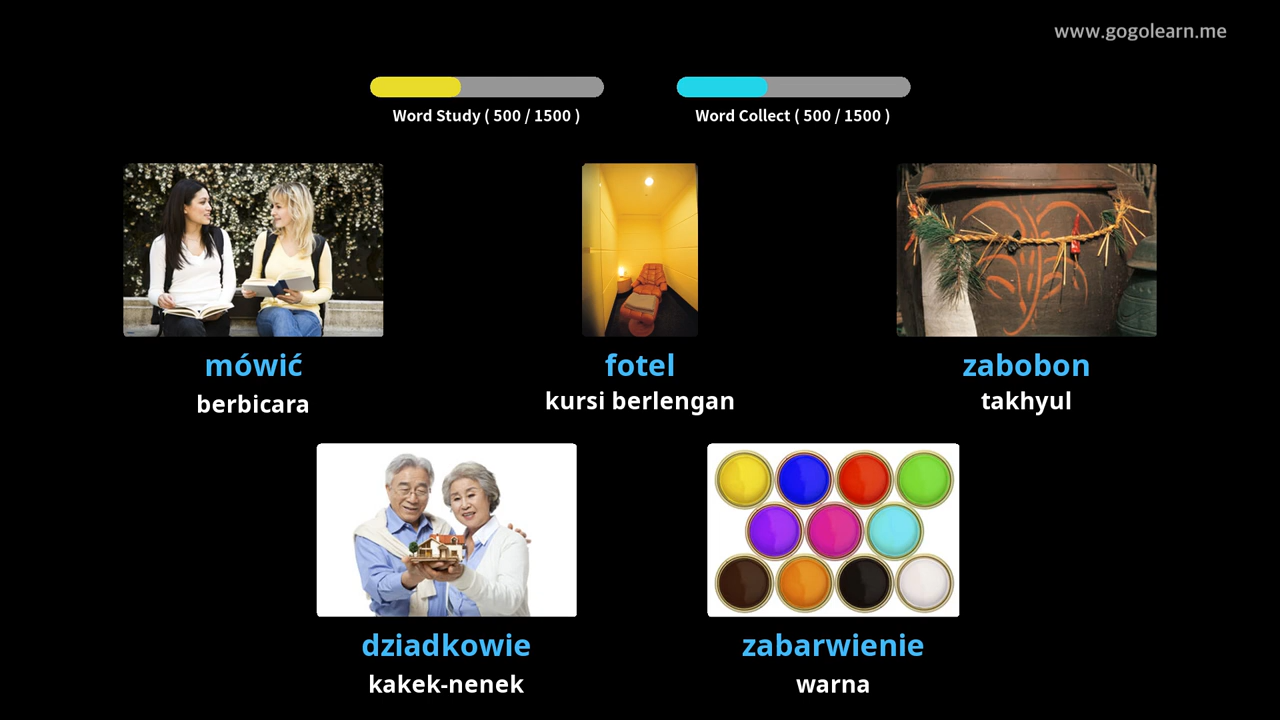 www.gogolearn.me
Word Study ( 500 / 1500 )
Word Collect ( 500 / 1500 )
mówić
fotel
zabobon
berbicara
kursi berlengan
takhyul
dziadkowie
zabarwienie
kakek-nenek
warna